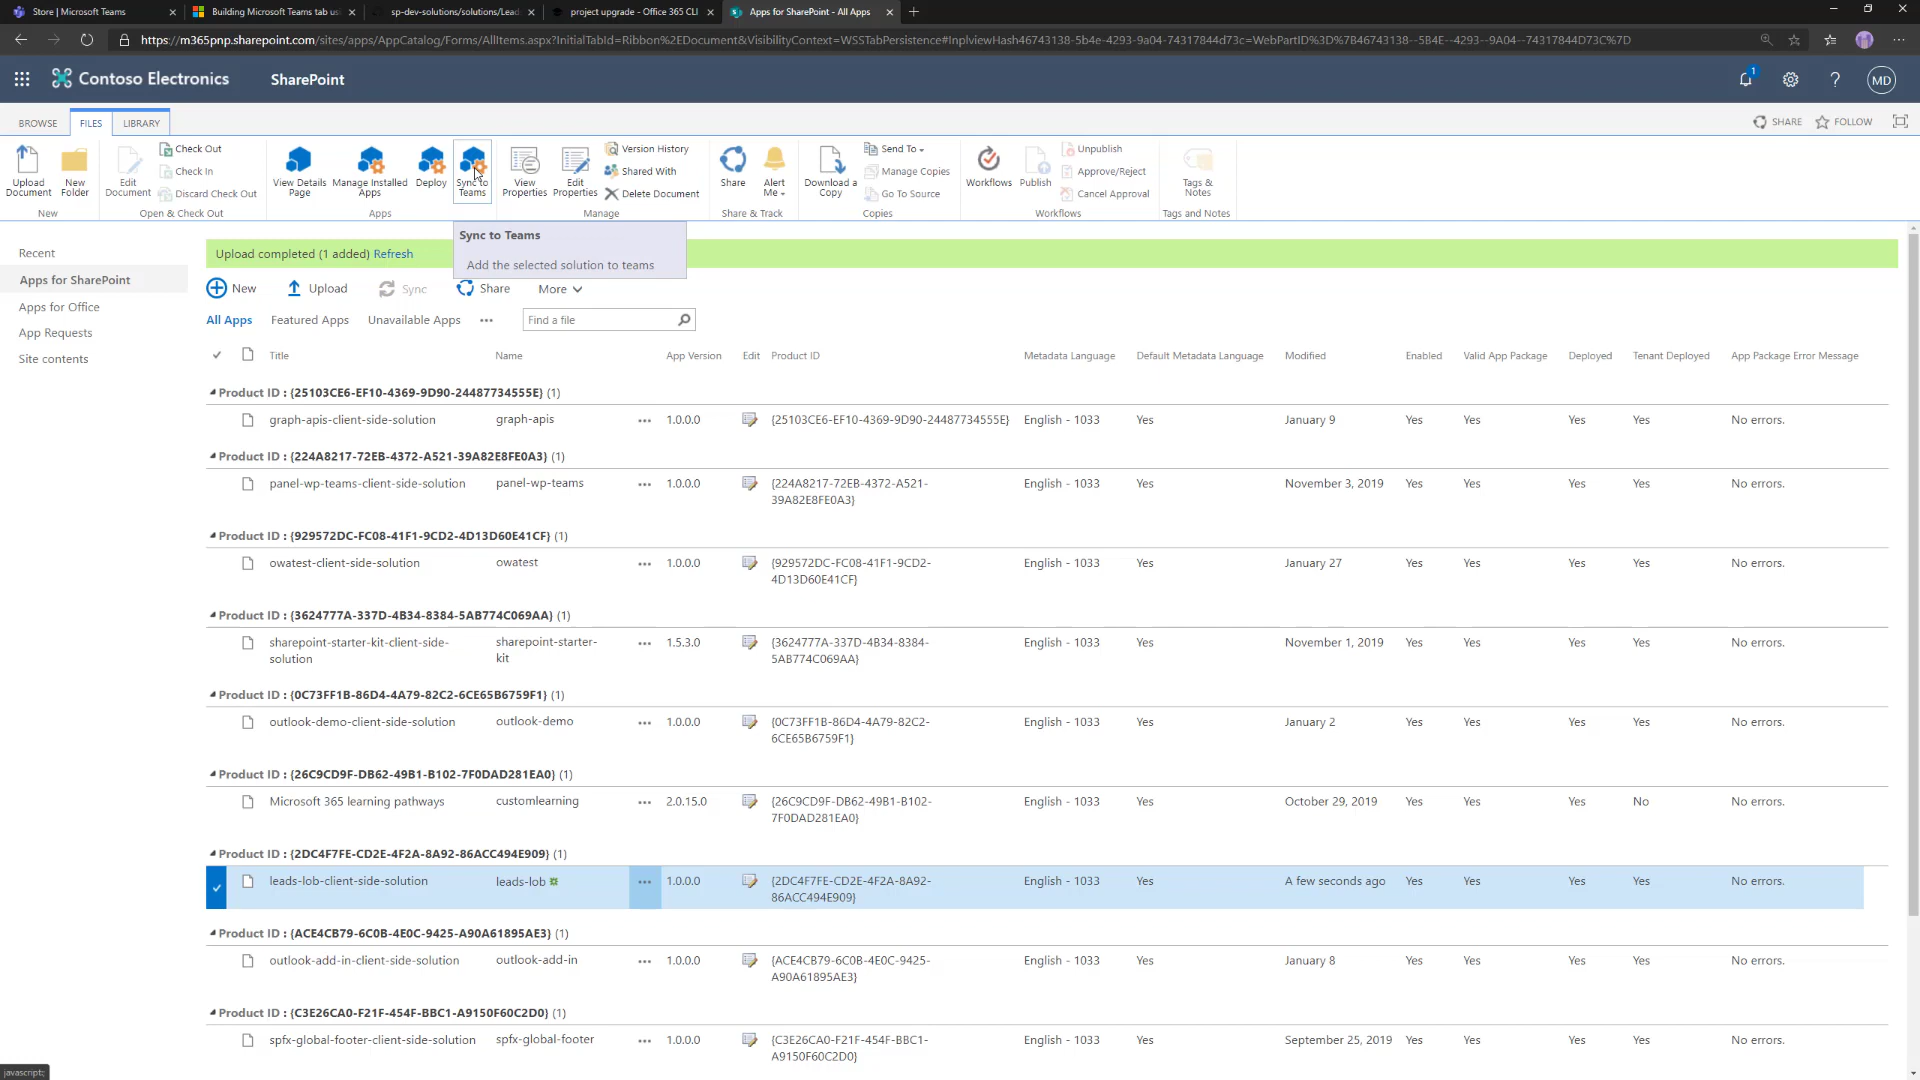 Store | Microsoft Teams
Building Microsoft Teams tab us
sp-dev-solutions/solutions/Lead
project upgrade - Office 365 CLI
Apps for SharePoint - All Apps
https://m365pnp.sharepoint.com/sites/apps/AppCatalog/Forms/AllItems.aspx?InitialTabId=Ribbon%2EDocument&VisibilityContext=WSSTabPersistence#InplviewHash46743138-5b4e-4293-9a04-74317844d73c=WebPartID%3D%7B46743138--5B4E--4293--9A04--74317844D73C%7D
Contoso Electronics
SharePoint
1
?
MD
BROWSE
FILES
LIBRARY
SHARE
FOLLOW
Upload Document
New Folder
New
Edit Document
Check Out
Check In
Discard Check Out
Open & Check Out
View Details Page
Manage Installed Apps
Deploy
Sync to Teams
Apps
View Properties
Edit Properties
Version History
Shared With
Delete Document
Manage
Share
Alert Me
Share & Track
Download a Copy
Send To
Manage Copies
Go To Source
Copies
Workflows
Publish
Unpublish
Approve/Reject
Cancel Approval
Workflows
Tags & Notes
Tags and Notes
Sync to Teams
Add the selected solution to teams
Recent
Apps for SharePoint
Apps for Office
App Requests
Site contents
Upload completed (1 added) Refresh
New
Upload
Sync
Share
More
All Apps
Featured Apps
Unavailable Apps
Find a file
Title Name App Version Edit Product ID Metadata Language Default Metadata Language Modified Enabled Valid App Package Deployed Tenant Deployed App Package Error Message
Product ID : {25103CE6-EF10-4369-9D90-24487734555E} (1)
graph-apis-client-side-solution graph-apis 1.0.0.0 {25103CE6-EF10-4369-9D90-24487734555E} English - 1033 Yes January 9 Yes Yes Yes Yes No errors.
Product ID : {224A8217-72EB-4372-A521-39A82E8FE0A3} (1)
panel-wp-teams-client-side-solution panel-wp-teams 1.0.0.0 {224A8217-72EB-4372-A521- English - 1033 Yes November 3, 2019 Yes Yes Yes Yes No errors.
39A82E8FE0A3}
Product ID : {929572DC-FC08-41F1-9CD2-4D13D60E41CF} (1)
owatest-client-side-solution owatest 1.0.0.0 {929572DC-FC08-41F1-9CD2- English - 1033 Yes January 27 Yes Yes Yes Yes No errors.
4D13D60E41CF}
Product ID : {3624777A-337D-4B34-8384-5AB774C069AA} (1)
sharepoint-starter-kit-client-side- sharepoint-starter- 1.5.3.0 {3624777A-337D-4B34-8384- English - 1033 Yes November 1, 2019 Yes Yes Yes Yes No errors.
solution kit 5AB774C069AA}
Product ID : {0C73FF1B-86D4-4A79-82C2-6CE65B6759F1} (1)
outlook-demo-client-side-solution outlook-demo 1.0.0.0 {0C73FF1B-86D4-4A79-82C2- English - 1033 Yes January 2 Yes Yes Yes Yes No errors.
6CE65B6759F1}
Product ID : {26C9CD9F-DB62-49B1-B102-7F0DAD281EA0} (1)
Microsoft 365 learning pathways customlearning 2.0.15.0 {26C9CD9F-DB62-49B1-B102- English - 1033 Yes October 29, 2019 Yes Yes Yes No No errors.
7F0DAD281EA0}
Product ID : {2DC4F7FE-CD2E-4F2A-8A92-86ACC494E909} (1)
leads-lob-client-side-solution leads-lob 1.0.0.0 {2DC4F7FE-CD2E-4F2A-8A92- English - 1033 Yes A few seconds ago Yes Yes Yes Yes No errors.
86ACC494E909}
Product ID : {ACE4CB79-6C0B-4E0C-9425-A90A61895AE3} (1)
outlook-add-in-client-side-solution outlook-add-in 1.0.0.0 {ACE4CB79-6C0B-4E0C-9425- English - 1033 Yes January 8 Yes Yes Yes Yes No errors.
A90A61895AE3}
Product ID : {C3E26CA0-F21F-454F-BBC1-A9150F60C2D0} (1)
spfx-global-footer-client-side-solution spfx-global-footer 1.0.0.0 {C3E26CA0-F21F-454F-BBC1- English - 1033 Yes September 25, 2019 Yes Yes Yes Yes No errors.
A9150F60C2D0}
javascript:;